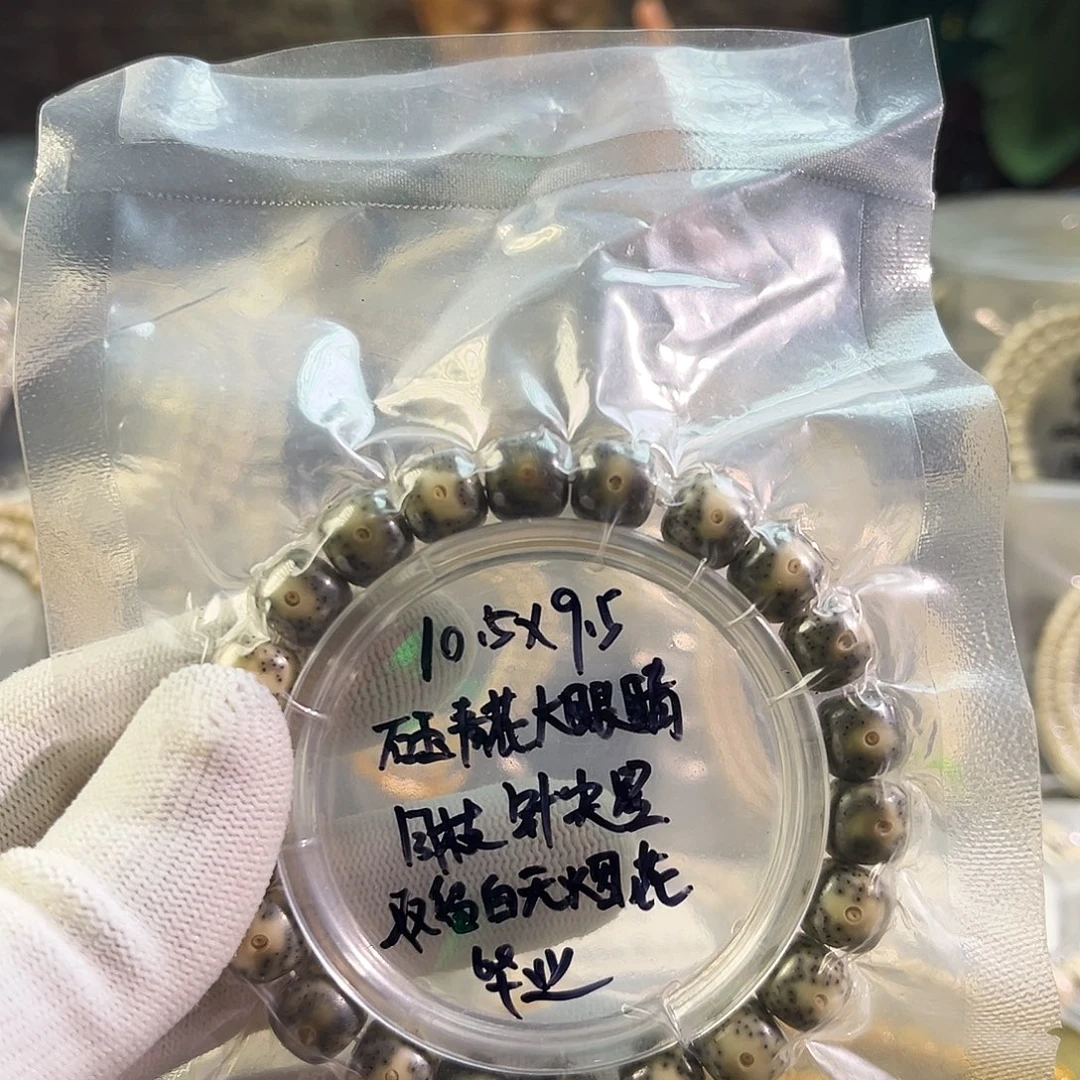 10.5x9.5
青花大眼睛
同枝 针尖星
双色白天烟花
毕业